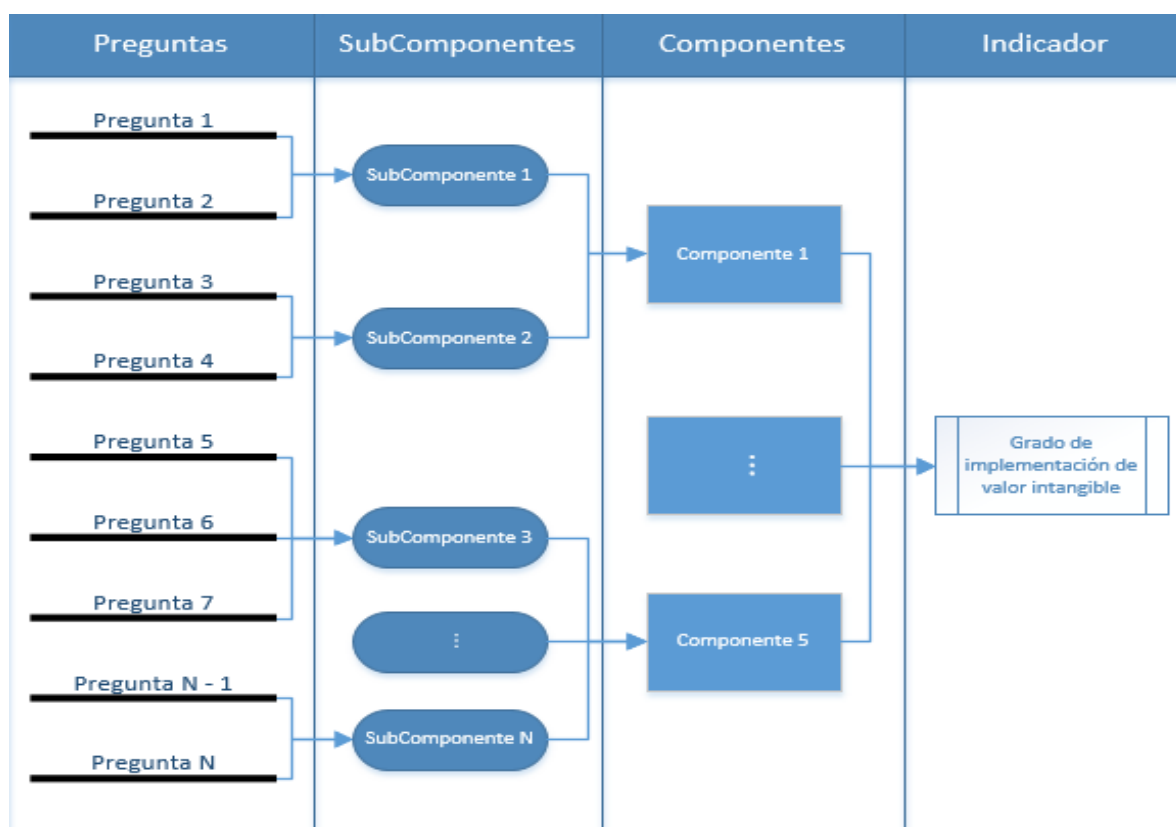 Preguntas
SubComponentes
Componentes
Indicador
Pregunta 1
Pregunta 2
Pregunta 3
Pregunta 4
Pregunta 5
Pregunta 6
Pregunta 7
Pregunta N - 1
Pregunta N
SubComponente 1
SubComponente 2
SubComponente 3
⋮
SubComponente N
Componente 1
⋮
Componente 5
Grado de
implementación de
valor intangible